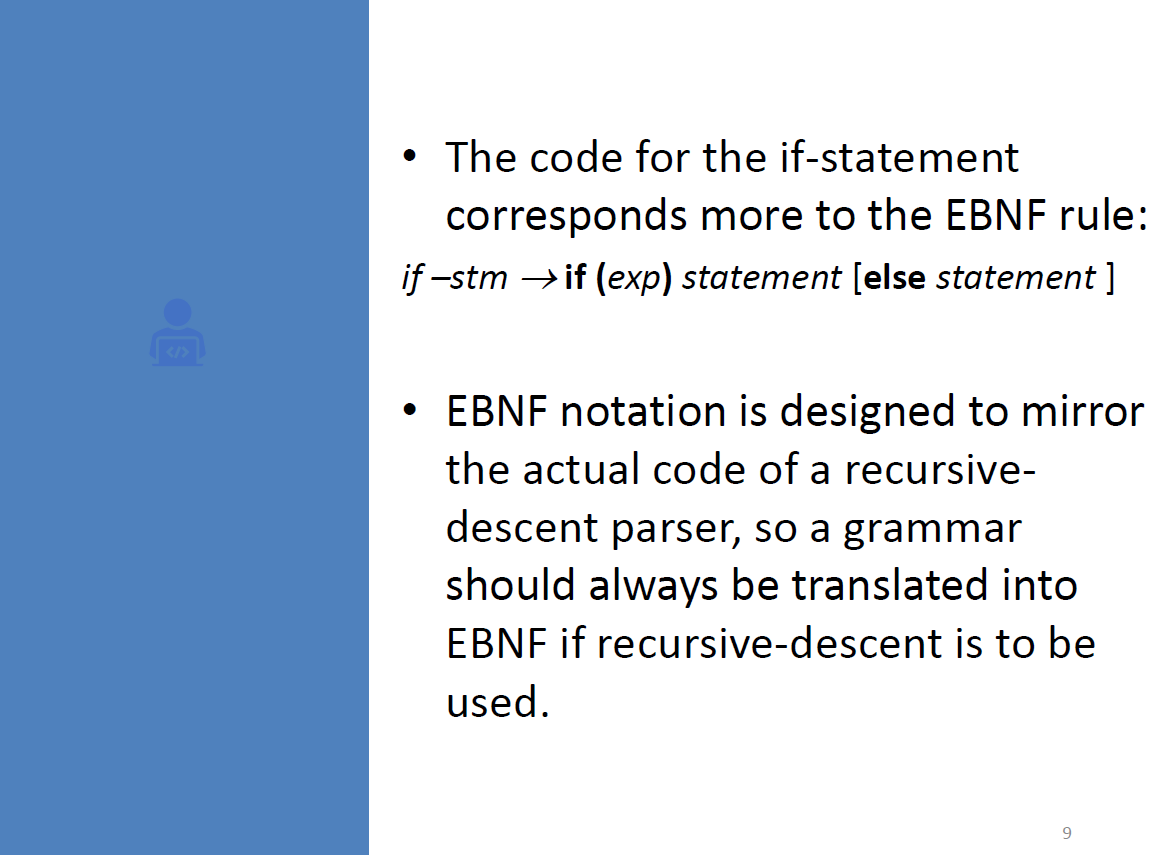 • The code for the if-statement
corresponds more to the EBNF rule:
if –stm → if (exp) statement [else statement ]
• EBNF notation is designed to mirror
the actual code of a recursive-
descent parser, so a grammar
should always be translated into
EBNF if recursive-descent is to be
used.
9